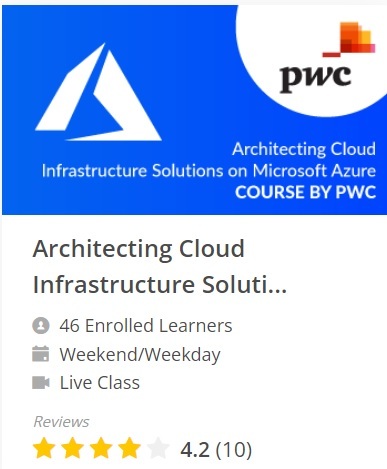 pwc
Architecting Cloud
Infrastructure Solutions on Microsoft Azure
COURSE BY PWC
Architecting Cloud
Infrastructure Soluti...
46 Enrolled Learners
Weekend/Weekday
Live Class
Reviews
4.2 (10)